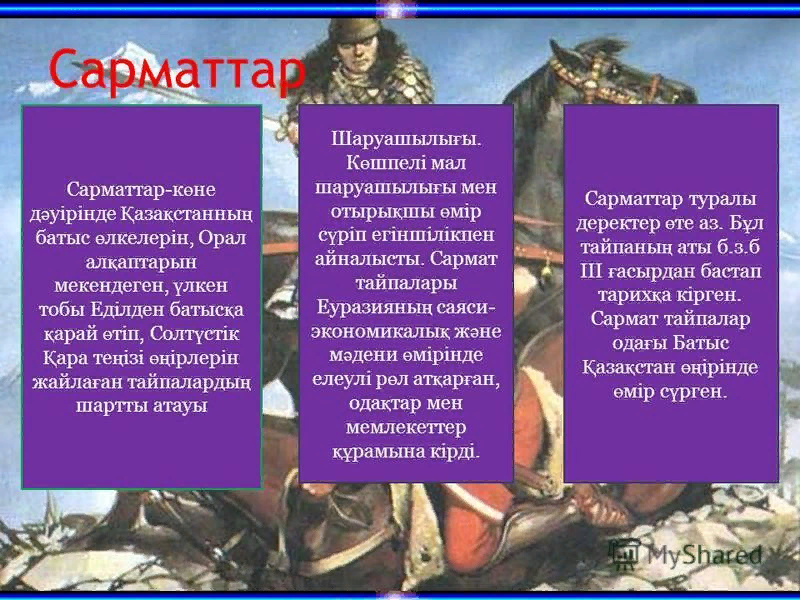 Сарматтар
Сарматтар-көне
дәуірінде Қазақстанның
батыс өлкелерін, Орал
алқаптарын
мекендеген, үлкен
тобы Еділден батысқа
қарай өтіп, Солтүстік
Қара теңізі өңірлерін
жайлаған тайпалардың
шартты атауы
Шаруашылығы.
Көшпелі мал
шаруашылығы мен
отырықшы өмір
сүріп егіншілікпен
айналысты. Сармат
тайпалары
Еуразияның саяси-
экономикалық және
мәдени өмірінде
елеулі рөл атқарған,
одақтар мен
мемлекеттер
құрамына кірді.
Сарматтар туралы
деректер өте аз. Бұл
тайпаның аты б.з.б
III ғасырдан бастап
тарихқа кірген.
Сармат тайпалар
одағы Батыс
Қазақстан өңірінде
өмір сүрген.
MyShared